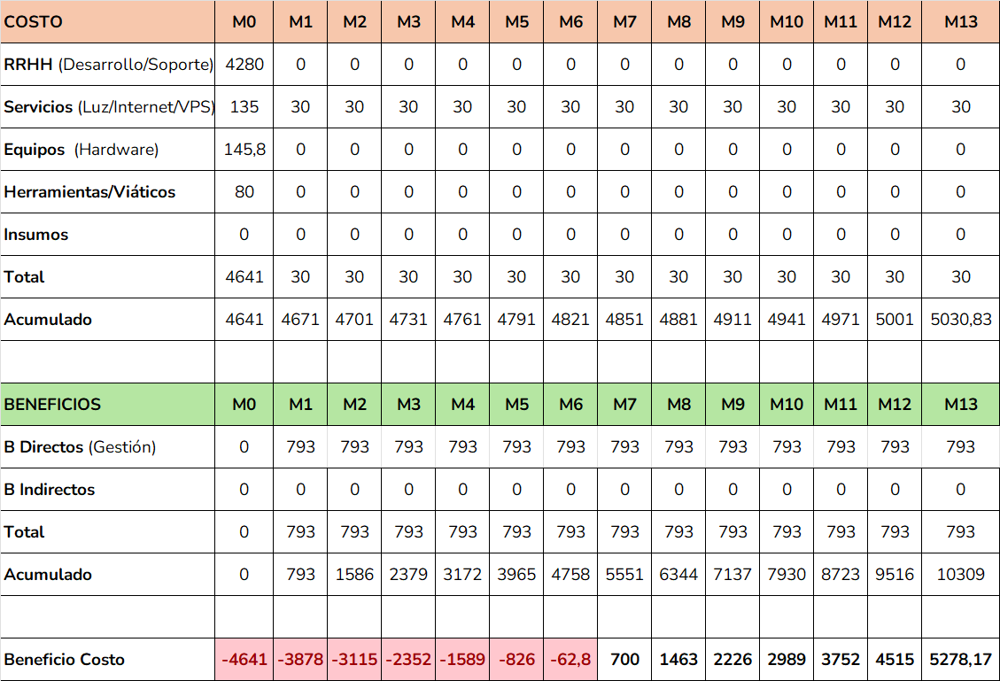 COSTO M0 M1 M2 M3 M4 M5 M6 M7 M8 M9 M10 M11 M12 M13
RRHH (Desarrollo/Soporte) 4280 0 0 0 0 0 0 0 0 0 0 0 0 0
Servicios (Luz/Internet/VPS) 135 30 30 30 30 30 30 30 30 30 30 30 30 30
Equipos (Hardware) 145,8 0 0 0 0 0 0 0 0 0 0 0 0 0
Herramientas/Viáticos 80 0 0 0 0 0 0 0 0 0 0 0 0 0
Insumos 0 0 0 0 0 0 0 0 0 0 0 0 0 0
Total 4641 30 30 30 30 30 30 30 30 30 30 30 30 30
Acumulado 4641 4671 4701 4731 4761 4791 4821 4851 4881 4911 4941 4971 5001 5030,83
BENEFICIOS M0 M1 M2 M3 M4 M5 M6 M7 M8 M9 M10 M11 M12 M13
B Directos (Gestión) 0 793 793 793 793 793 793 793 793 793 793 793 793 793
B Indirectos 0 0 0 0 0 0 0 0 0 0 0 0 0 0
Total 0 793 793 793 793 793 793 793 793 793 793 793 793 793
Acumulado 0 793 1586 2379 3172 3965 4758 5551 6344 7137 7930 8723 9516 10309
Beneficio Costo -4641 -3878 -3115 -2352 -1589 -826 -62,8 700 1463 2226 2989 3752 4515 5278,17